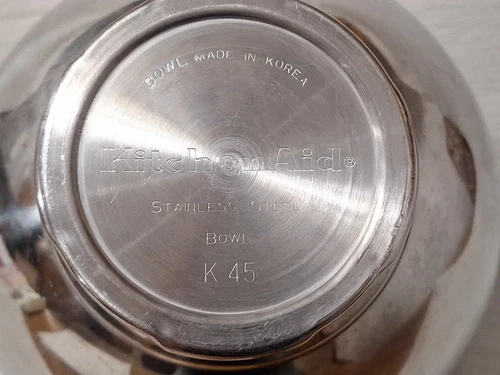 BOWL MADE IN KOREA
KitchenAid®
STAINLESS STEEL
BOWL
K 45